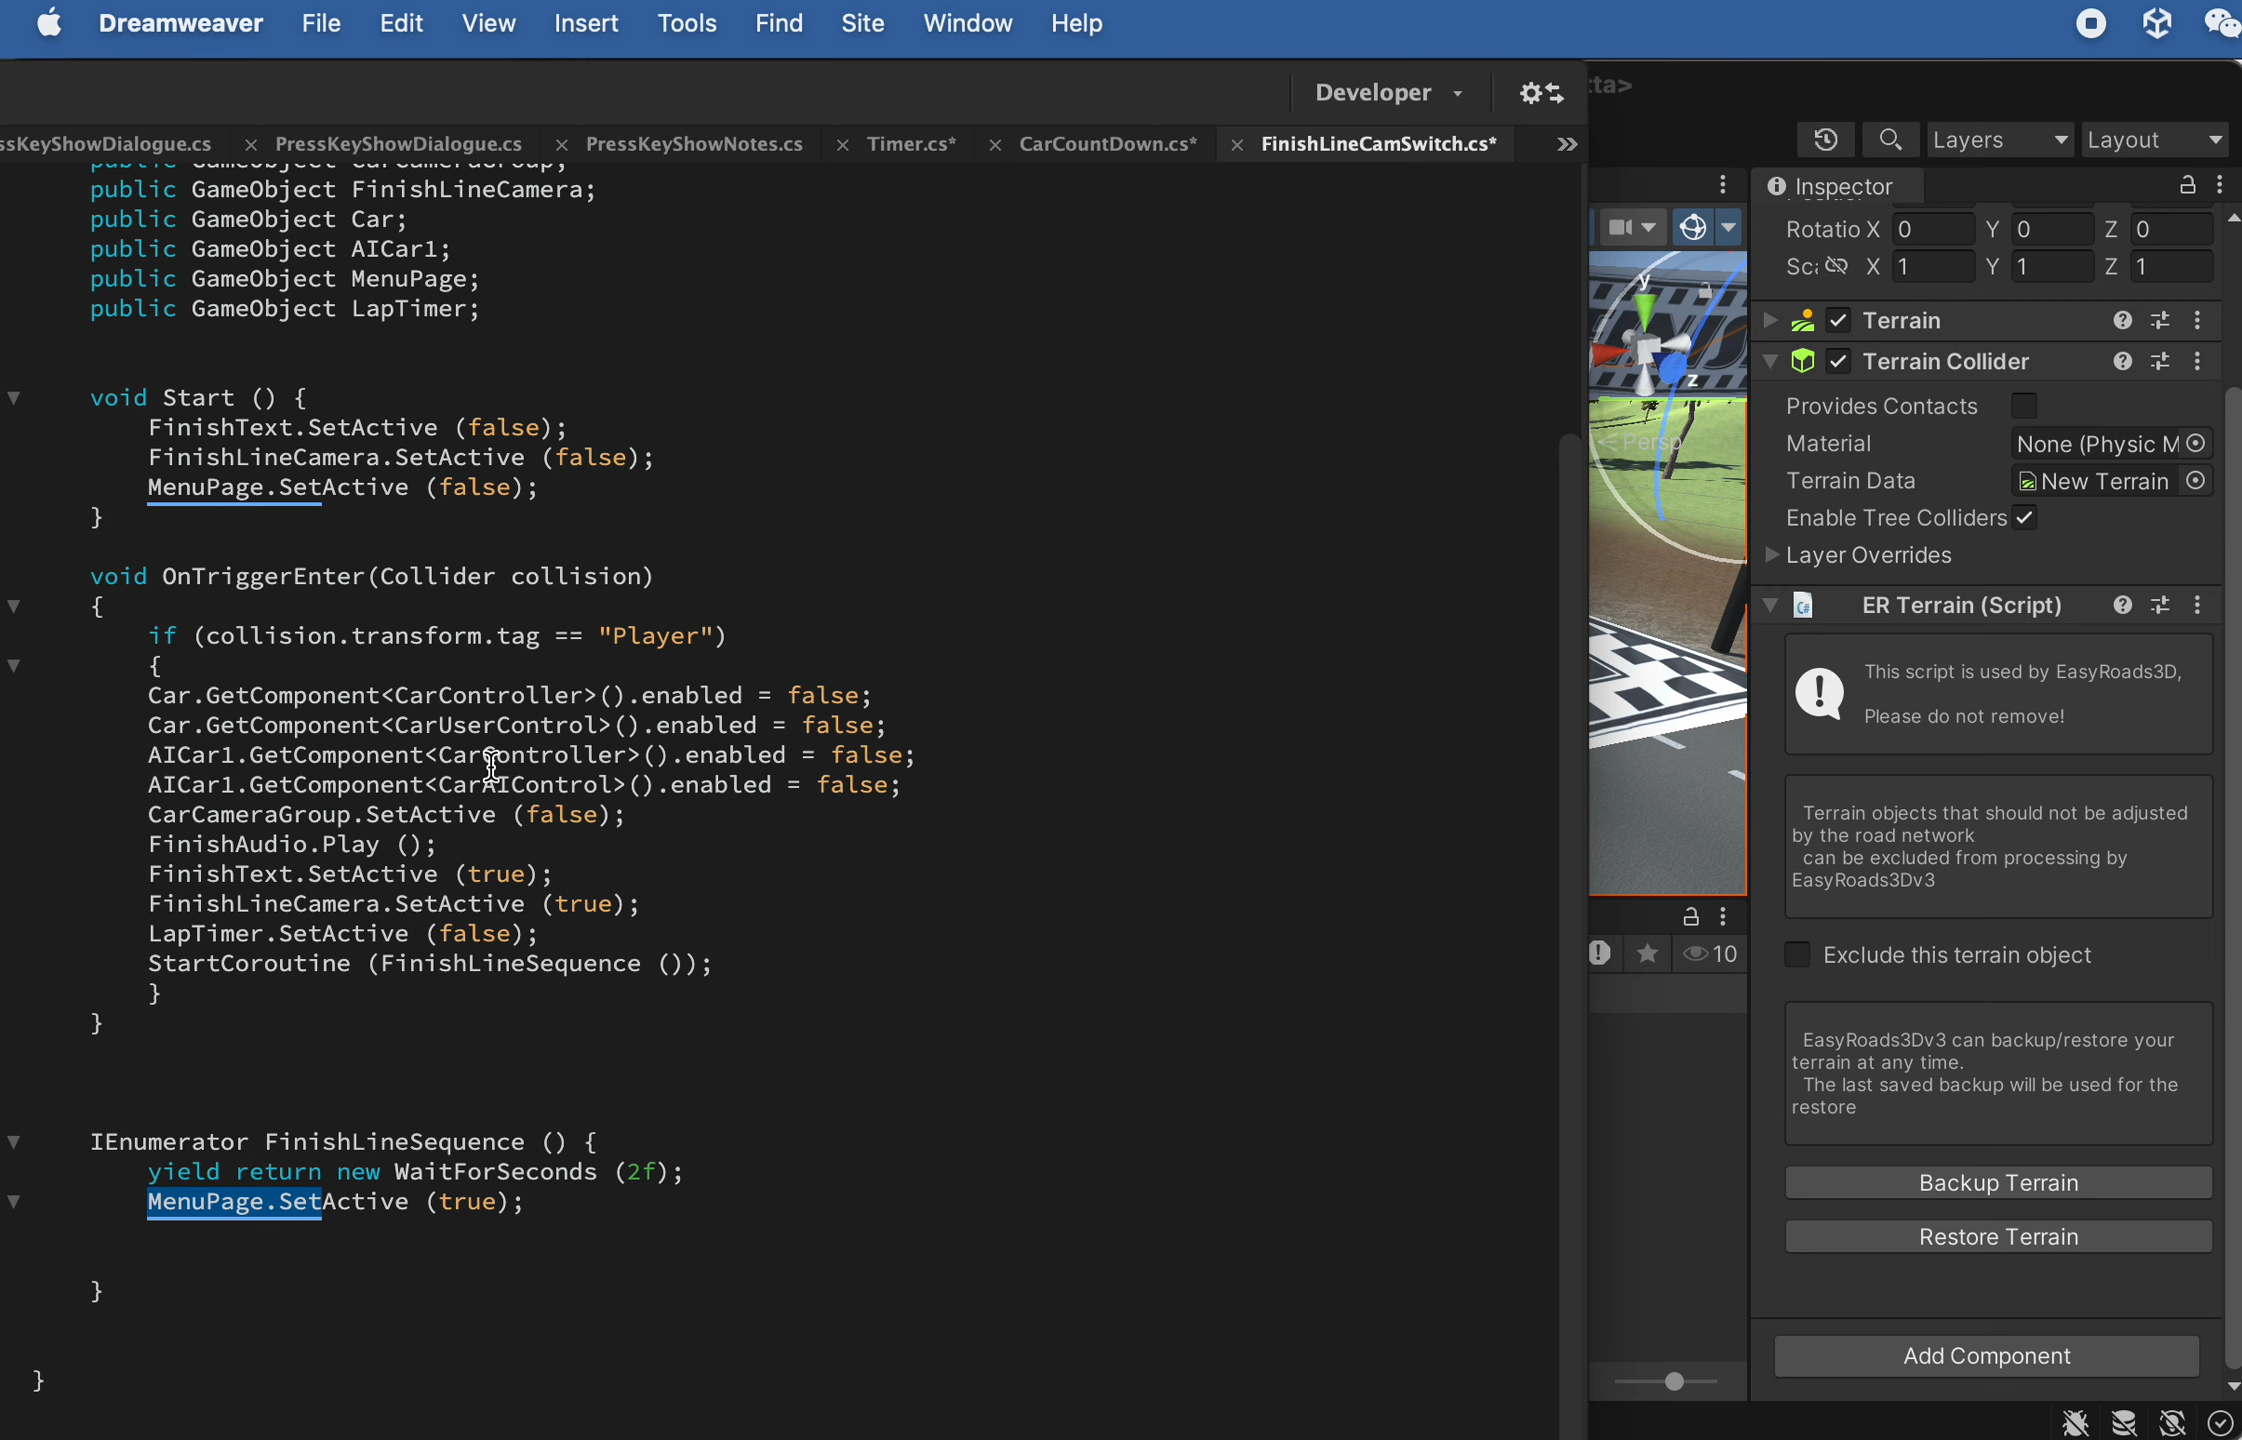 Dreamweaver File Edit View Insert Tools Find Site Window Help
Developer
ta>
ssKeyShowDialogue.cs × PressKeyShowDialogue.cs × PressKeyShowNotes.cs × Timer.cs* × CarCountDown.cs* × FinishLineCamSwitch.cs* »
public GameObject CarCameraGroup;
public GameObject FinishLineCamera;
public GameObject Car;
public GameObject AICar1;
public GameObject MenuPage;
public GameObject LapTimer;
void Start () {
FinishText.SetActive (false);
FinishLineCamera.SetActive (false);
MenuPage.SetActive (false);
}
void OnTriggerEnter(Collider collision)
{
if (collision.transform.tag == "Player")
{
Car.GetComponent<CarController>().enabled = false;
Car.GetComponent<CarUserControl>().enabled = false;
AICar1.GetComponent<CarController>().enabled = false;
AICar1.GetComponent<CarAIControl>().enabled = false;
CarCameraGroup.SetActive (false);
FinishAudio.Play ();
FinishText.SetActive (true);
FinishLineCamera.SetActive (true);
LapTimer.SetActive (false);
StartCoroutine (FinishLineSequence ());
}
}
IEnumerator FinishLineSequence () {
yield return new WaitForSeconds (2f);
MenuPage.SetActive (true);
}
}
Layers Layout
y
z
Persp
10
Inspector
Rotatio X 0 Y 0 Z 0
Sc X 1 Y 1 Z 1
Terrain
Terrain Collider
Provides Contacts
Material None (Physic M
Terrain Data New Terrain
Enable Tree Colliders
Layer Overrides
ER Terrain (Script)
This script is used by EasyRoads3D,
Please do not remove!
Terrain objects that should not be adjusted
by the road network
can be excluded from processing by
EasyRoads3Dv3
Exclude this terrain object
EasyRoads3Dv3 can backup/restore your
terrain at any time.
The last saved backup will be used for the
restore
Backup Terrain
Restore Terrain
Add Component